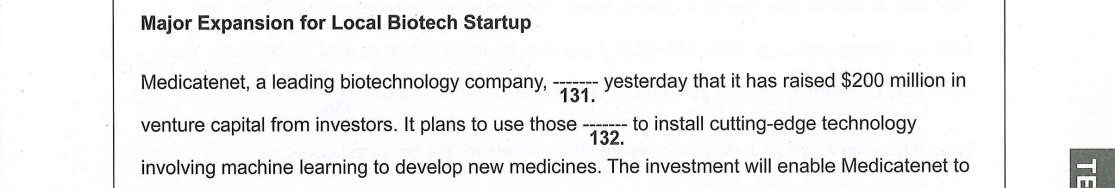 Major Expansion for Local Biotech Startup
Medicatenet, a leading biotechnology company, ------- yesterday that it has raised $200 million in
131.
venture capital from investors. It plans to use those ------- to install cutting-edge technology
132.
involving machine learning to develop new medicines. The investment will enable Medicatenet to
TE